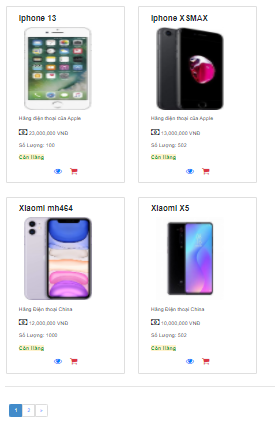 Iphone 13
Hãng điện thoại của Apple
23,000,000 VNĐ
Số Lượng: 100
Còn Hàng
Iphone XSMAX
Hãng điện thoại của Apple
13,000,000 VNĐ
Số Lượng: 502
Còn Hàng
Xiaomi mh464
Hãng Điện thoại China
12,000,000 VNĐ
Số Lượng: 1000
Còn Hàng
Xiaomi X5
Hãng Điện thoại China
10,000,000 VNĐ
Số Lượng: 502
Còn Hàng
1 2 »